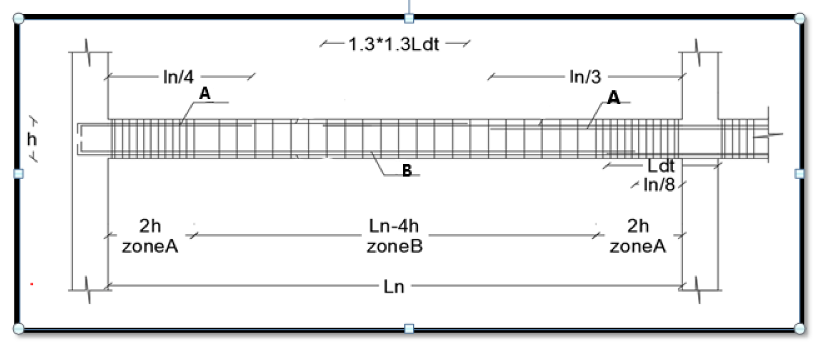 1.3*1.3Ldt
ln/4
ln/3
A
A
h
B
Ldt
ln/8
2h
zoneA
Ln-4h
zoneB
2h
zoneA
Ln